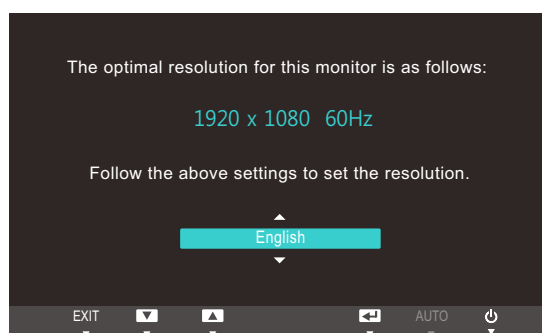 The optimal resolution for this monitor is as follows:
1920 x 1080 60Hz
Follow the above settings to set the resolution.
English
EXIT AUTO